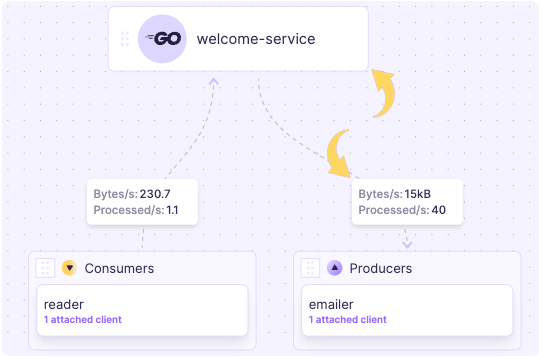 GO
welcome-service
Bytes/s: 230.7
Processed/s: 1.1
Bytes/s: 15kB
Processed/s: 40
Consumers
reader
1 attached client
Producers
emailer
1 attached client